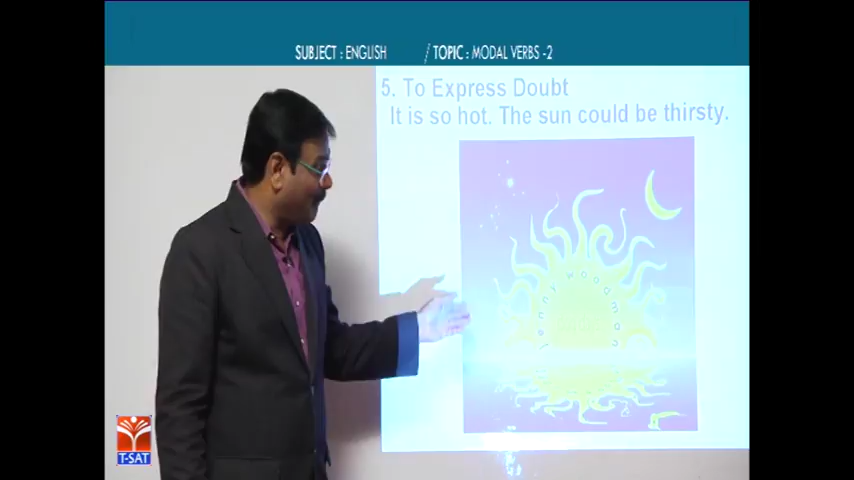 SUBJECT : ENGLISH / TOPIC : MODAL VERBS -2
5. To Express Doubt
It is so hot. The sun could be thirsty.
T-SAT